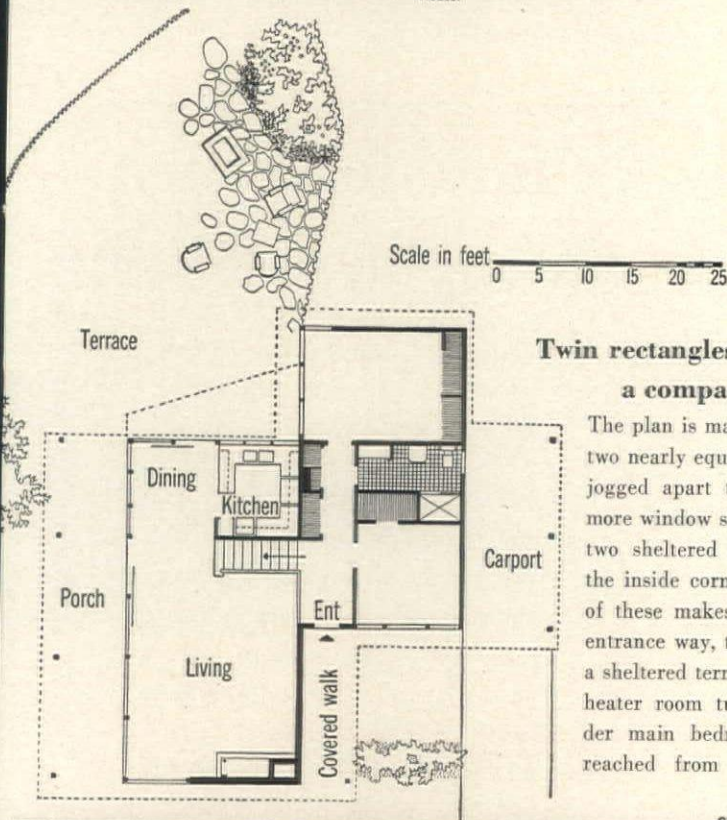 Scale in feet
0 5 10 15 20 25
Terrace
Dining
Kitchen
Porch
Carport
Ent
Living
Covered walk
Twin rectangles
a compa
The plan is ma
two nearly equ
jogged apart
more window s
two sheltered
the inside corn
of these makes
entrance way, t
a sheltered terr
heater room tu
der main bedr
reached from